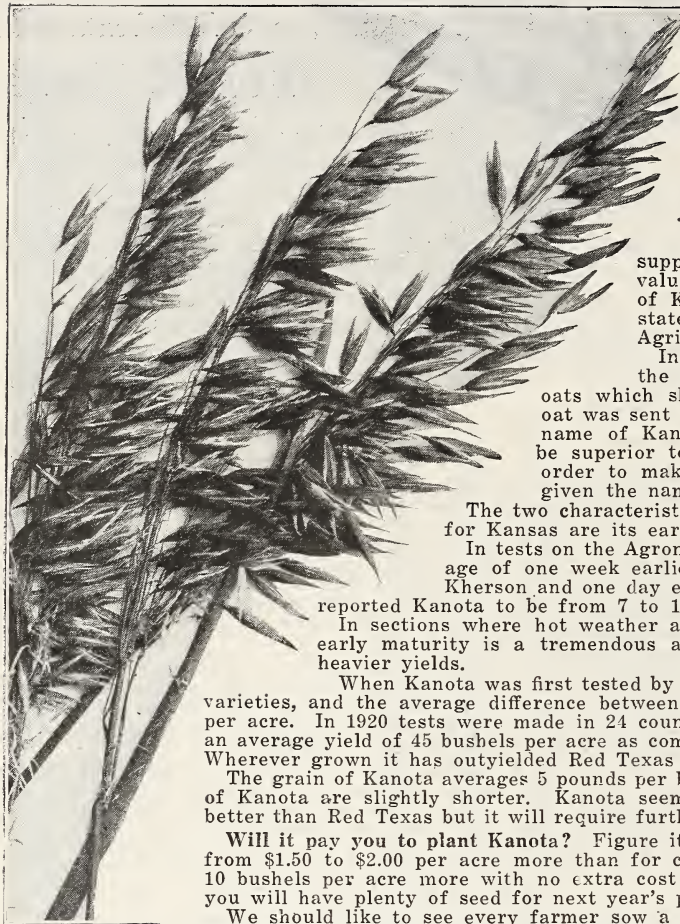 supp
valu
of K
state
Agri
In
the
oats which sl
oat was sent
name of Kan
be superior to
order to mak
given the nam
The two characterist
for Kansas are its ear
In tests on the Agron
age of one week earlie
Kherson and one day e
reported Kanota to be from 7 to 1
In sections where hot weather a
early maturity is a tremendous a
heavier yields.
When Kanota was first tested by
varieties, and the average difference between
per acre. In 1920 tests were made in 24 coun
an average yield of 45 bushels per acre as com
Wherever grown it has outyielded Red Texas
The grain of Kanota averages 5 pounds per b
of Kanota are slightly shorter. Kanota seem
better than Red Texas but it will require furth
Will it pay you to plant Kanota? Figure it
from $1.50 to $2.00 per acre more than for c
10 bushels per acre more with no extra cost
you will have plenty of seed for next year's p
We should like to see every farmer sow a